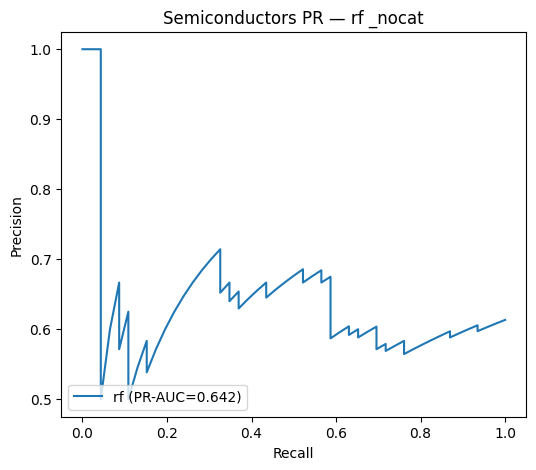 Semiconductors PR — rf _nocat
1.0
0.9
0.8
0.7
0.6
0.5
Precision
rf (PR-AUC=0.642)
0.0 0.2 0.4 0.6 0.8 1.0
Recall